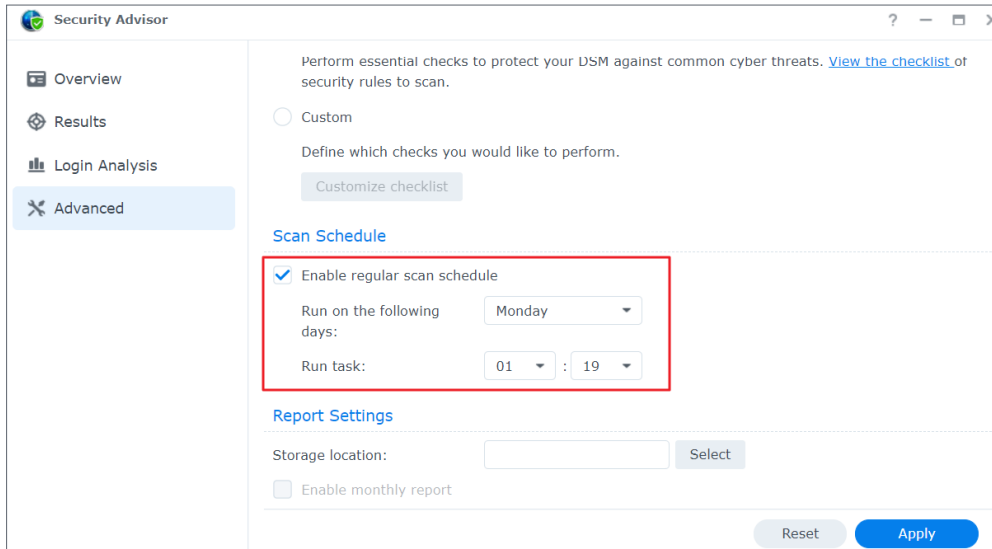 Security Advisor
?
Overview
Results
Login Analysis
Advanced
Perform essential checks to protect your DSM against common cyber threats. View the checklist of
security rules to scan.
Custom
Define which checks you would like to perform.
Customize checklist
Scan Schedule
Enable regular scan schedule
Run on the following
days:
Monday
Run task:
01 : 19
Report Settings
Storage location:
Select
Enable monthly report
Reset
Apply